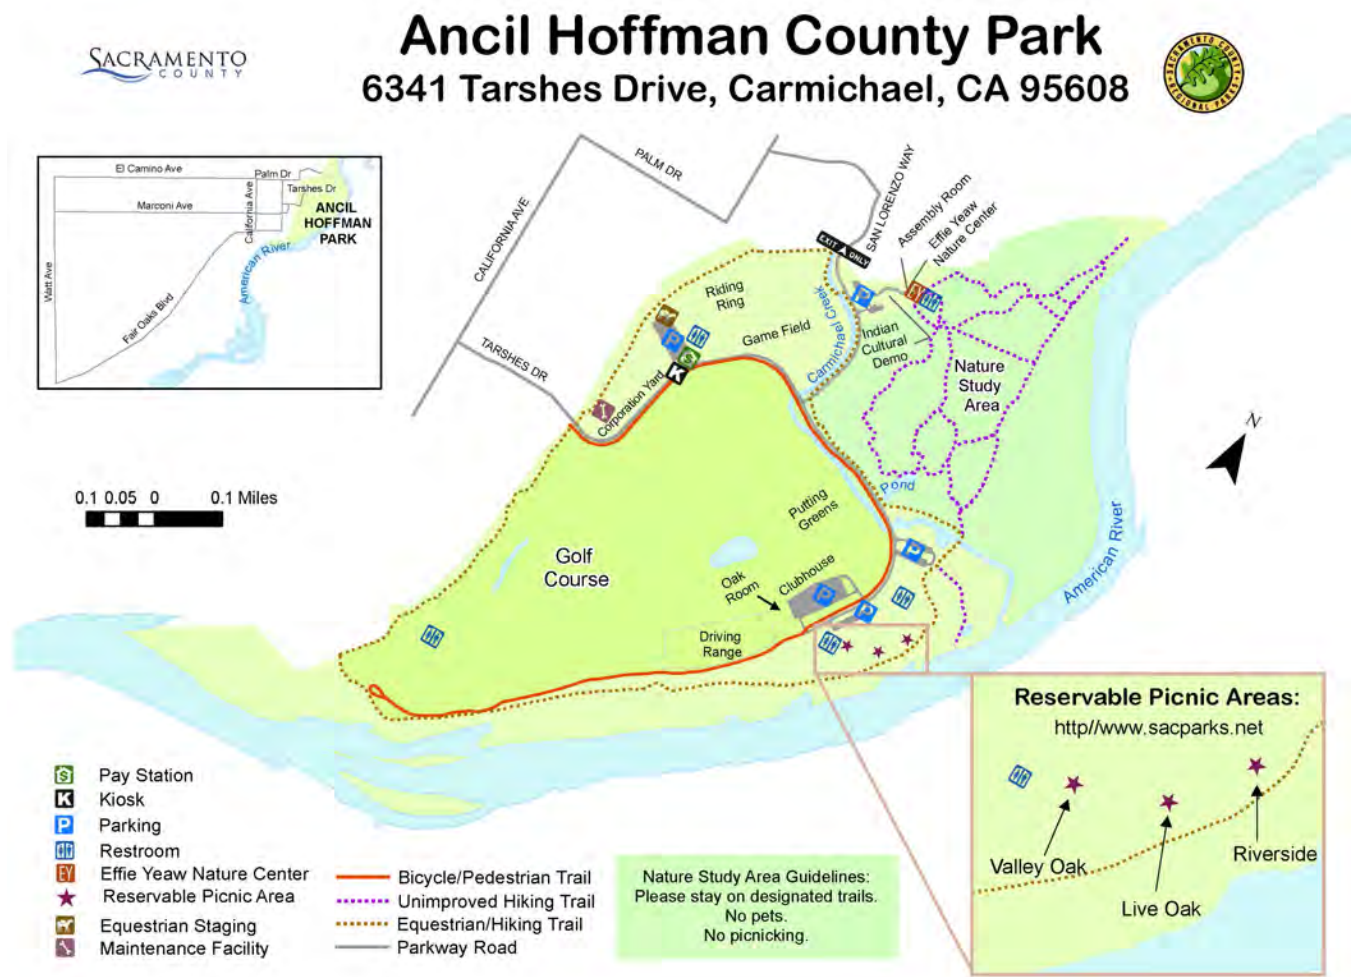 SACRAMENTO
COUNTY
Ancil Hoffman County Park
6341 Tarshes Drive, Carmichael, CA 95608
SACRAMENTO COUNTY
REGIONAL PARKS
El Camino Ave
Palm Dr
Tarshes Dr
Marconi Ave
California Ave
ANCIL
HOFFMAN
PARK
American River
Watt Ave
Fair Oaks Blvd
PALM DR
CALIFORNIA AVE
SAN LORENZO WAY
EXIT ONLY
Assembly Room
Effie Yeaw
Nature Center
EY
Riding
Ring
Game Field
Carmichael Creek
P
Indian
Cultural
Demo
Nature
Study
Area
TARSHES DR
P
$
K
Corporation Yard
N
0.1 0.05 0 0.1 Miles
Pond
Putting
Greens
American River
Golf
Course
Oak
Room
Clubhouse
P
P
P
Driving
Range
Reservable Picnic Areas:
http//www.sacparks.net
Valley Oak
Live Oak
Riverside
$ Pay Station
K Kiosk
P Parking
Restroom
EY Effie Yeaw Nature Center
Reservable Picnic Area
Equestrian Staging
Maintenance Facility
Bicycle/Pedestrian Trail
Unimproved Hiking Trail
Equestrian/Hiking Trail
Parkway Road
Nature Study Area Guidelines:
Please stay on designated trails.
No pets.
No picnicking.